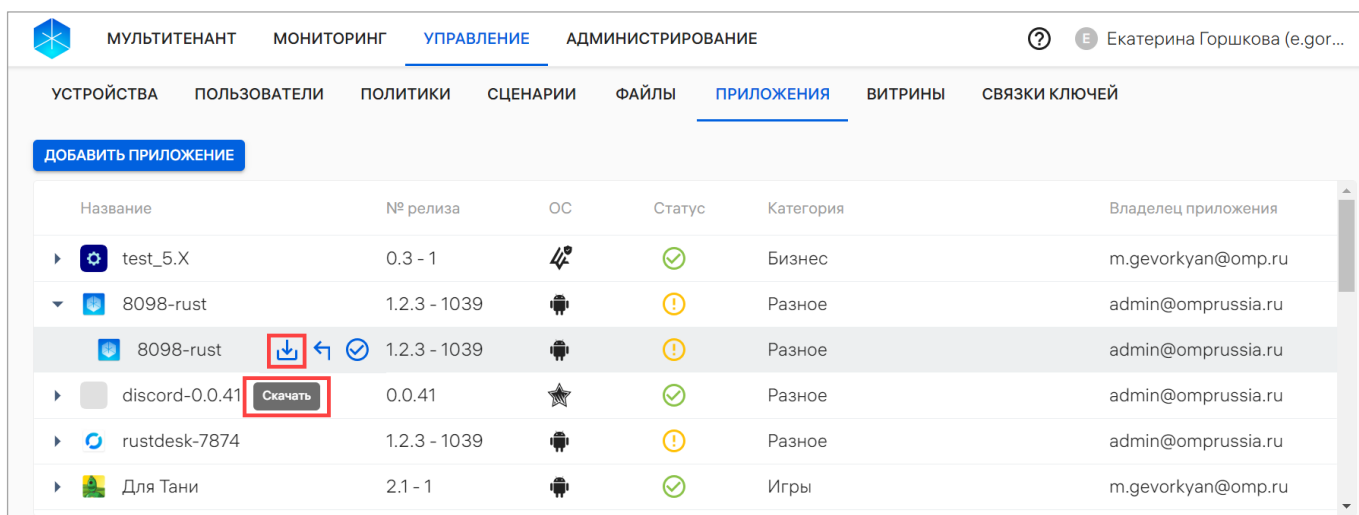 МУЛЬТИТЕНАНТ МОНИТОРИНГ УПРАВЛЕНИЕ АДМИНИСТРИРОВАНИЕ ? E Екатерина Горшкова (e.gor...
УСТРОЙСТВА ПОЛЬЗОВАТЕЛИ ПОЛИТИКИ СЦЕНАРИИ ФАЙЛЫ ПРИЛОЖЕНИЯ ВИТРИНЫ СВЯЗКИ КЛЮЧЕЙ
ДОБАВИТЬ ПРИЛОЖЕНИЕ
Название № релиза ОС Статус Категория Владелец приложения
test_5.X 0.3 - 1 Бизнес m.gevorkyan@omp.ru
8098-rust 1.2.3 - 1039 Разное admin@omprussia.ru
8098-rust 1.2.3 - 1039 Разное admin@omprussia.ru
discord-0.0.41 Скачать 0.0.41 Разное admin@omprussia.ru
rustdesk-7874 1.2.3 - 1039 Разное admin@omprussia.ru
Для Тани 2.1 - 1 Игры m.gevorkyan@omp.ru